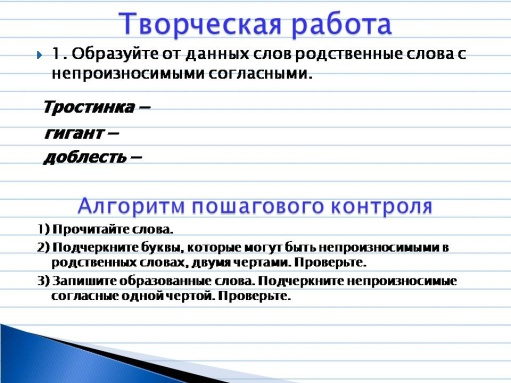 Творческая работа
1. Образуйте от данных слов родственные слова с
непроизносимыми согласными.
Тростинка –
гигант –
доблесть –
Алгоритм пошагового контроля
1) Прочитайте слова.
2) Подчеркните буквы, которые могут быть непроизносимыми в
родственных словах, двумя чертами. Проверьте.
3) Запишите образованные слова. Подчеркните непроизносимые
согласные одной чертой. Проверьте.